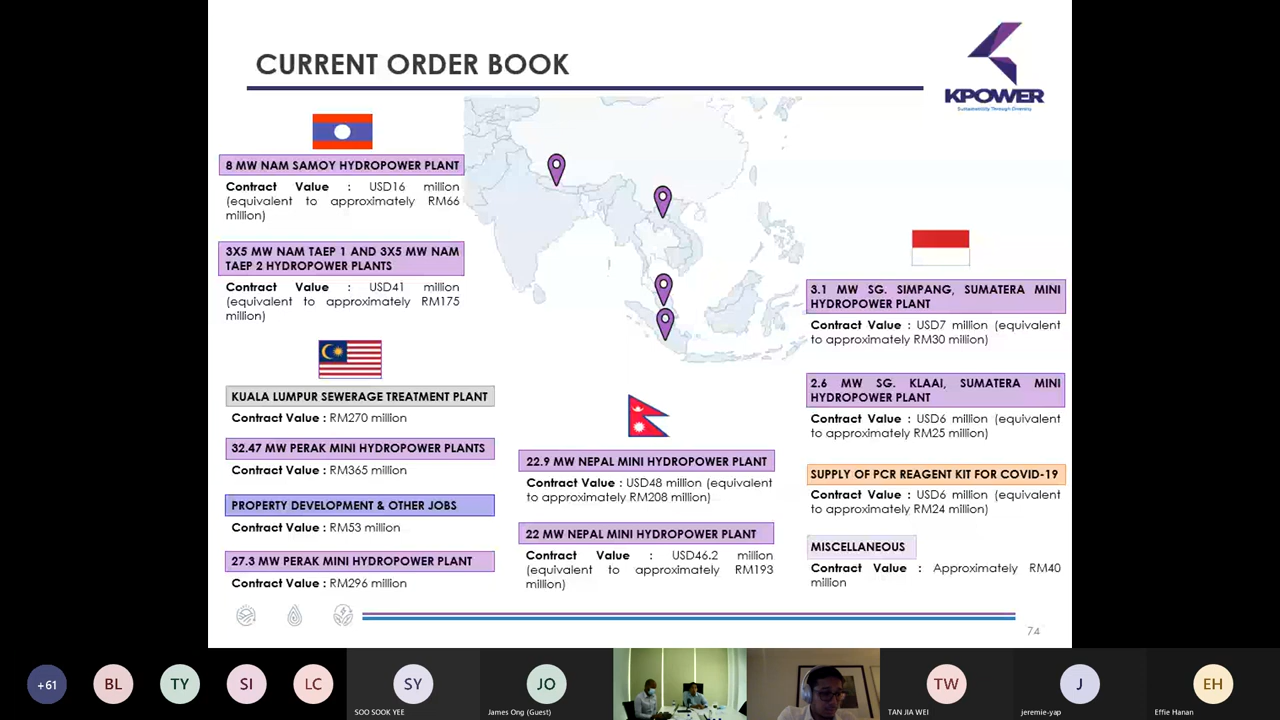 CURRENT ORDER BOOK
KPOWER
Sustainability Through Diversity
8 MW NAM SAMOY HYDROPOWER PLANT
Contract Value : USD16 million
(equivalent to approximately RM66
million)
3X5 MW NAM TAEP 1 AND 3X5 MW NAM
TAEP 2 HYDROPOWER PLANTS
Contract Value : USD41 million
(equivalent to approximately RM175
million)
KUALA LUMPUR SEWERAGE TREATMENT PLANT
Contract Value : RM270 million
32.47 MW PERAK MINI HYDROPOWER PLANTS
Contract Value : RM365 million
PROPERTY DEVELOPMENT & OTHER JOBS
Contract Value : RM53 million
27.3 MW PERAK MINI HYDROPOWER PLANT
Contract Value : RM296 million
22.9 MW NEPAL MINI HYDROPOWER PLANT
Contract Value : USD48 million (equivalent
to approximately RM208 million)
22 MW NEPAL MINI HYDROPOWER PLANT
Contract Value : USD46.2 million
(equivalent to approximately RM193
million)
3.1 MW SG. SIMPANG, SUMATERA MINI
HYDROPOWER PLANT
Contract Value : USD7 million (equivalent
to approximately RM30 million)
2.6 MW SG. KLAAI, SUMATERA MINI
HYDROPOWER PLANT
Contract Value : USD6 million (equivalent
to approximately RM25 million)
SUPPLY OF PCR REAGENT KIT FOR COVID-19
Contract Value : USD6 million (equivalent
to approximately RM24 million)
MISCELLANEOUS
Contract Value : Approximately RM40
million
74
+61
BL
TY
SI
LC
SY
SOO SOOK YEE
JO
James Ong (Guest)
TW
TAN JIA WEI
J
jeremie-yap
EH
Effie Hanan